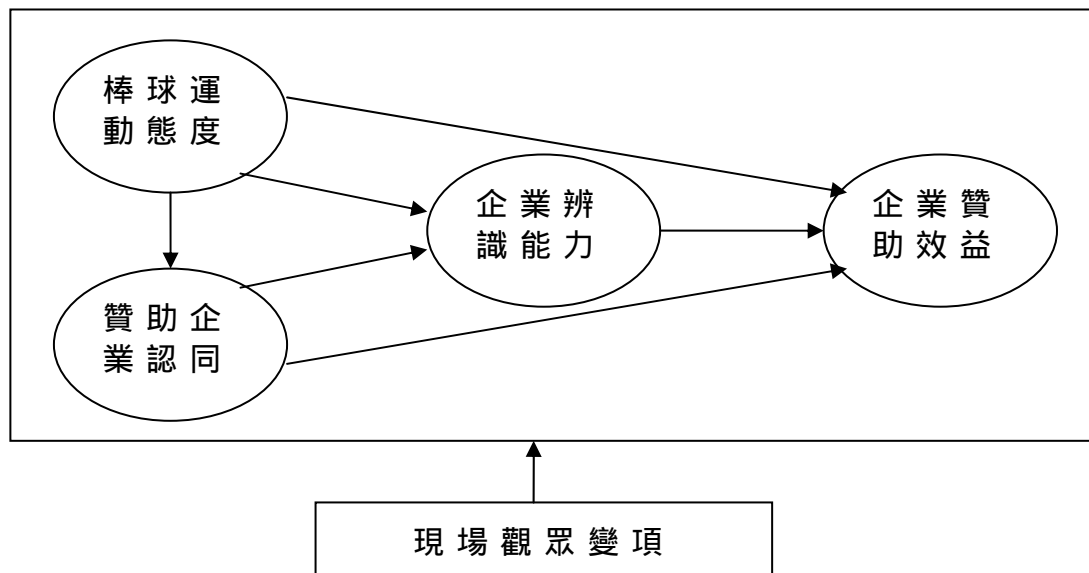 棒球運
動態度
企業辨
識能力
企業贊
助效益
贊助企
業認同
現場觀眾變項